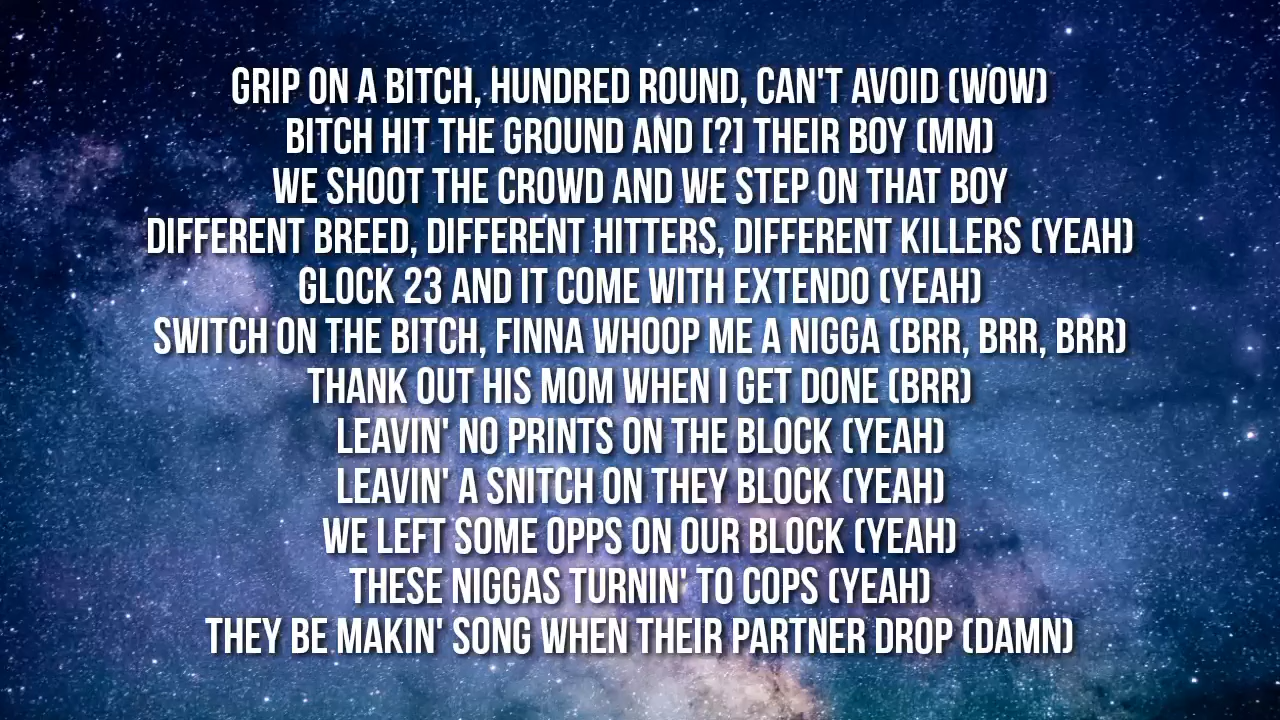 GRIP ON A BITCH, HUNDRED ROUND, CAN'T AVOID (WOW)
BITCH HIT THE GROUND AND [?] THEIR BOY (MM)
WE SHOOT THE CROWD AND WE STEP ON THAT BOY
DIFFERENT BREED, DIFFERENT HITTERS, DIFFERENT KILLERS (YEAH)
GLOCK 23 AND IT COME WITH EXTENDO (YEAH)
SWITCH ON THE BITCH, FINNA WHOOP ME A NIGGA (BRR, BRR, BRR)
THANK OUT HIS MOM WHEN I GET DONE (BRR)
LEAVIN' NO PRINTS ON THE BLOCK (YEAH)
LEAVIN' A SNITCH ON THEY BLOCK (YEAH)
WE LEFT SOME OPPS ON OUR BLOCK (YEAH)
THESE NIGGAS TURNIN' TO COPS (YEAH)
THEY BE MAKIN' SONG WHEN THEIR PARTNER DROP (DAMN)